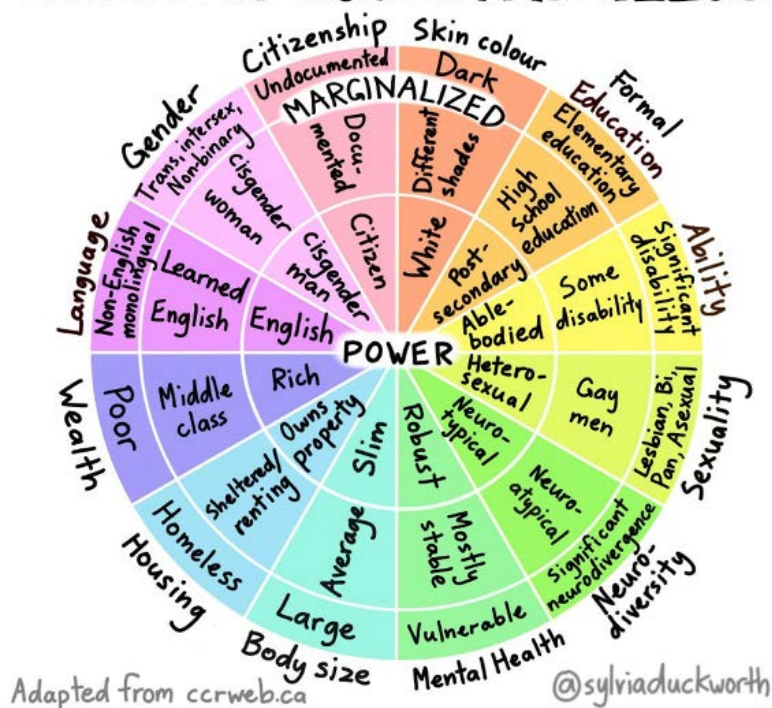 Citizenship
Undocumented
Docu-
mented
Citizen
Skin colour
Dark
Different
shades
White
Formal
Education
Elementary
education
High
School
education
Post-
secondary
Ability
Significant
disability
Some
disability
Able-
bodied
Sexuality
Lesbian, Bi,
Pan, Asexual
Gay
men
Hetero-
sexual
Neuro-
diversity
Significant
neurodivergence
Neuro-
atypical
Neuro-
typical
Mental Health
Vulnerable
Mostly
stable
Robust
Body size
Large
Average
Slim
Housing
Homeless
Sheltered/
renting
Owns
property
Wealth
Poor
Middle
class
Rich
Language
Non-English
monolingual
Learned
English
English
Gender
Trans, intersex,
Non-binary
cisgender
woman
cisgender
man
MARGINALIZED
POWER
Adapted from ccrweb.ca
@sylviaduckworth